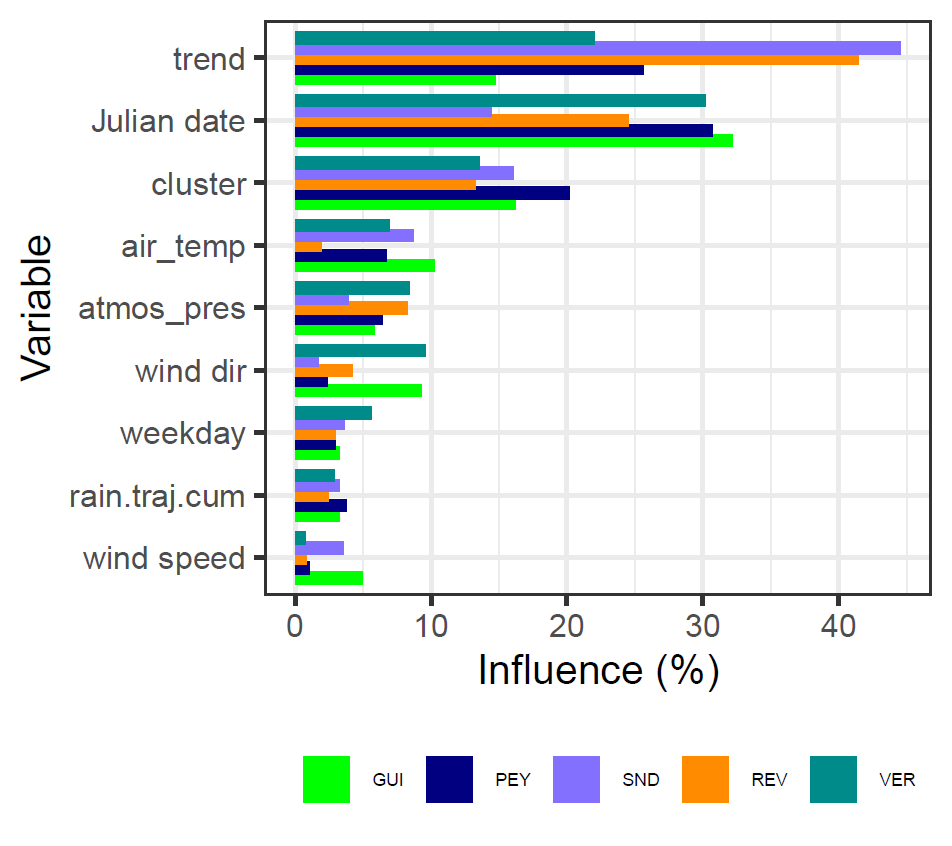 trend
Julian date
cluster
air_temp
atmos_pres
wind dir
weekday
rain.traj.cum
wind speed
Variable
0 10 20 30 40
Influence (%)
GUI PEY SND REV VER